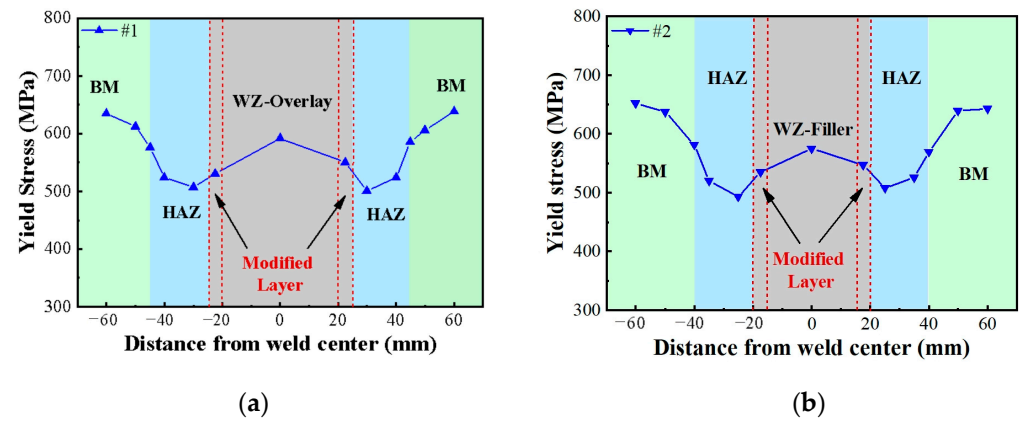 (a)
#1
BM
WZ-Overlay
BM
HAZ
HAZ
Modified
Layer
800
700
600
500
400
300
−60
−40
−20
0
20
40
60
Yield Stress (MPa)
Distance from weld center (mm)
(b)
#2
HAZ
HAZ
WZ-Filler
BM
BM
Modified
Layer
800
700
600
500
400
300
−60
−40
−20
0
20
40
60
Yield stress (MPa)
Distance from weld center (mm)